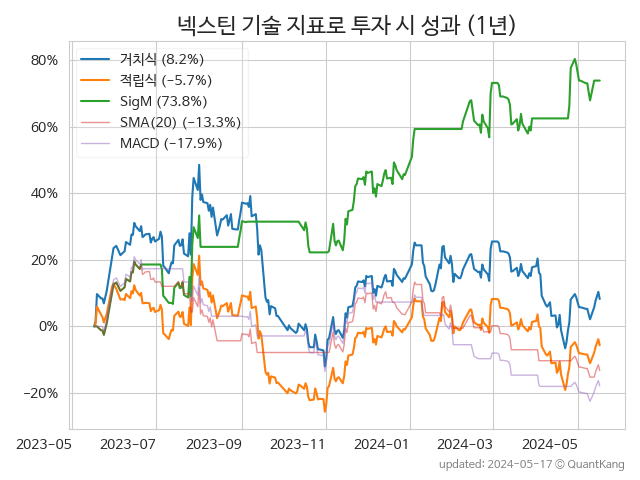 넥스틴 기술 지표로 투자 시 성과 (1년)
거치식 (8.2%)
적립식 (−5.7%)
SigM (73.8%)
SMA(20) (−13.3%)
MACD (−17.9%)
80%
60%
40%
20%
0%
−20%
2023-05 2023-07 2023-09 2023-11 2024-01 2024-03 2024-05
updated: 2024-05-17 © QuantKang